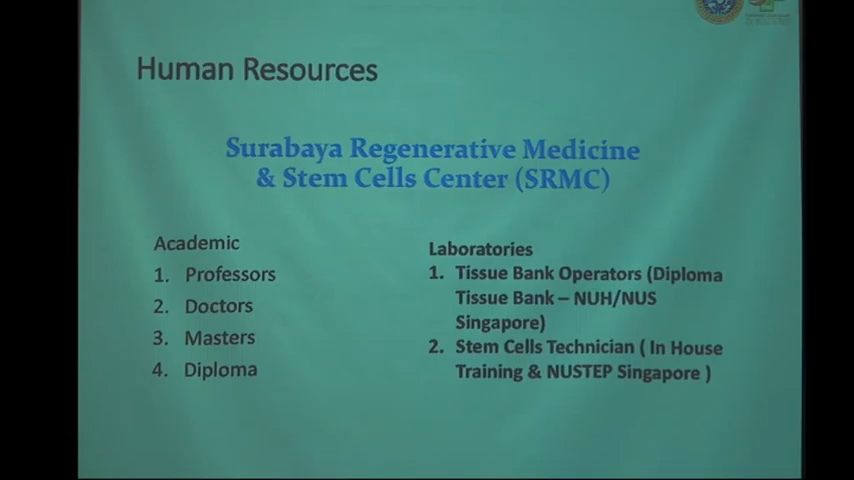 Human Resources
Surabaya Regenerative Medicine
& Stem Cells Center (SRMC)
Academic
1. Professors
2. Doctors
3. Masters
4. Diploma
Laboratories
1. Tissue Bank Operators (Diploma
Tissue Bank – NUH/NUS
Singapore)
2. Stem Cells Technician ( In House
Training & NUSTEP Singapore )